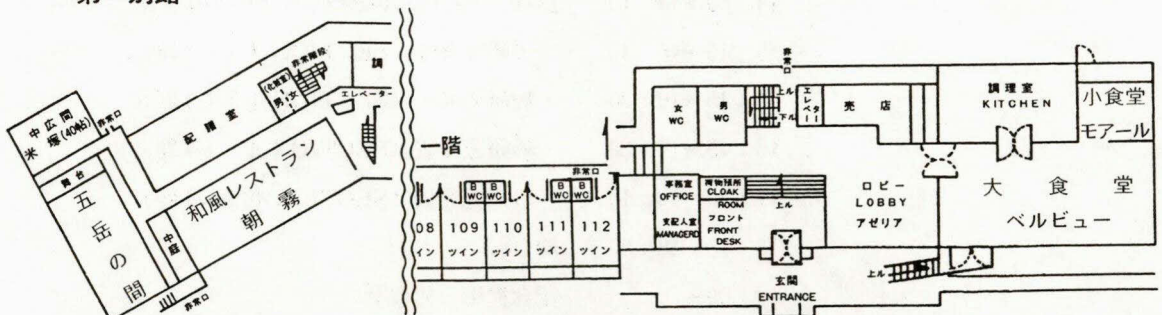 中広間
米塚(40帖)
非常口
舞台
五岳の間
配膳室
(化粧室)
男 女
非常階段
調
エレベーター
和風レストラン
朝霧
中庭
非常口
階
非常口
B
WC
B
WC
B
WC
B
WC
08
ツイン
109
ツイン
110
ツイン
111
ツイン
112
ツイン
非常口
女
WC
男
WC
上ル
下ル
エレベーター
売店
調理室
KITCHEN
小食堂
モアール
事務室
OFFICE
支配人室
MANAGERD
荷物預所
CLOAK
ROOM
フロント
FRONT
DESK
上ル
ロビー
LOBBY
アゼリア
大食堂
ベルビュー
上ル
玄関
ENTRANCE